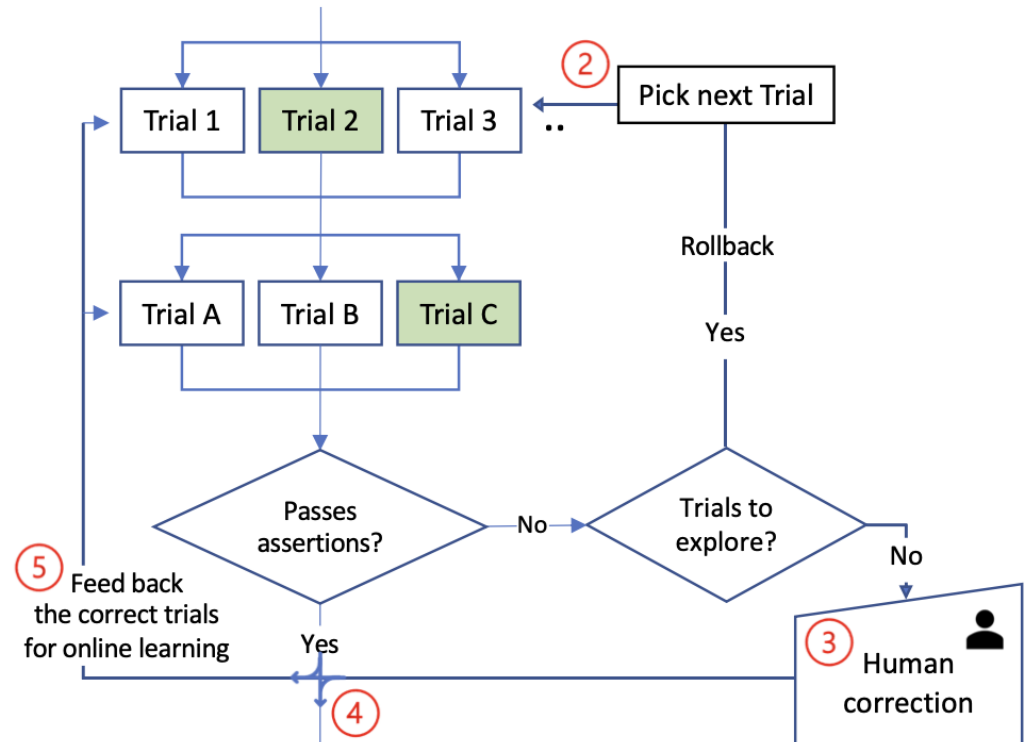 2
Pick next Trial
Trial 1
Trial 2
Trial 3
..
Rollback
Yes
Trial A
Trial B
Trial C
Passes
assertions?
No
Trials to
explore?
No
5
Feed back
the correct trials
for online learning
Yes
4
3
Human
correction